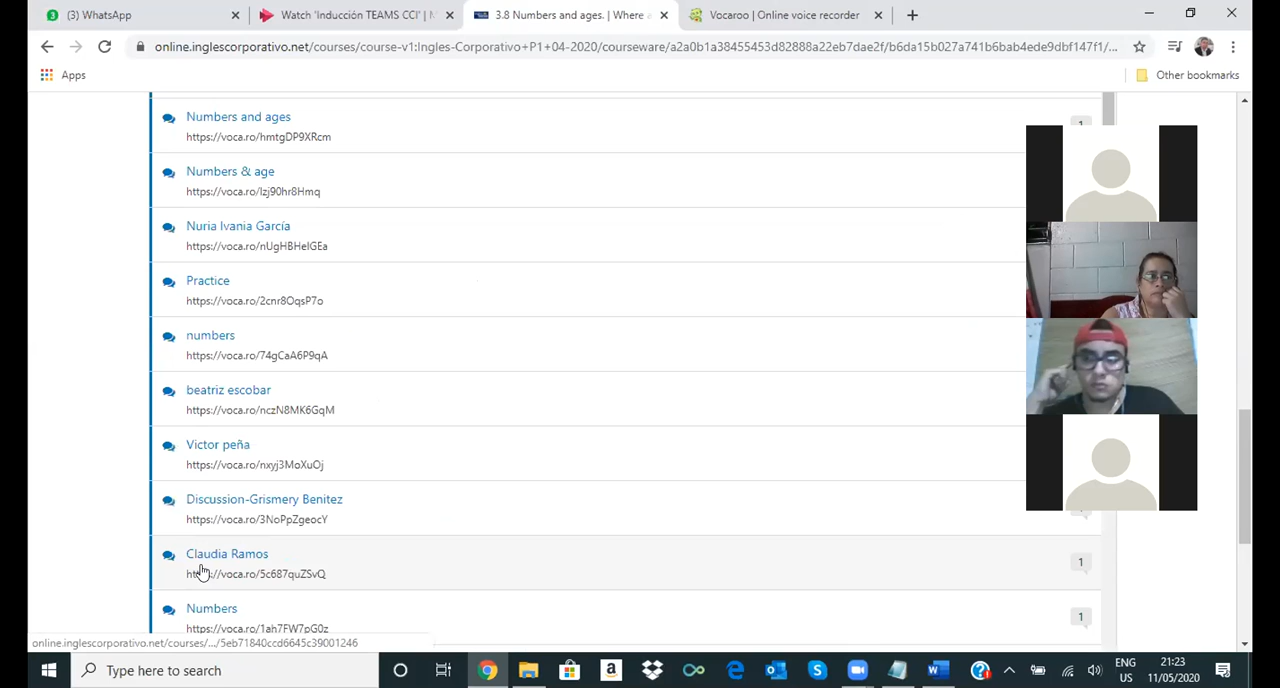 (3) WhatsApp
Watch 'Inducción TEAMS CCI' | M
3.8 Numbers and ages. | Where a
Vocaroo | Online voice recorder
online.inglescorporativo.net/courses/course-v1:Ingles-Corporativo+P1+04-2020/courseware/a2a0b1a38455453d82888a22eb7dae2f/b6da15b027a741b6bab4ede9dbf147f1/...
Apps
Other bookmarks
Numbers and ages
1
https://voca.ro/hmtgDP9XRcm
Numbers & age
https://voca.ro/lzj90hr8Hmq
Nuria Ivania García
https://voca.ro/nUgHBHeIGEa
Practice
https://voca.ro/2cnr8OqsP7o
numbers
https://voca.ro/74gCaA6P9qA
beatriz escobar
https://voca.ro/nczN8MK6GqM
Victor peña
https://voca.ro/nxyj3MoXuOj
Discussion-Grismery Benitez
https://voca.ro/3NoPpZgeocY
Claudia Ramos
1
https://voca.ro/5c687quZSvQ
Numbers
1
https://voca.ro/1ah7FW7pG0z
online.inglescorporativo.net/courses/.../5eb71840ccd6645c39001246
Type here to search
ENG
US
21:23
11/05/2020